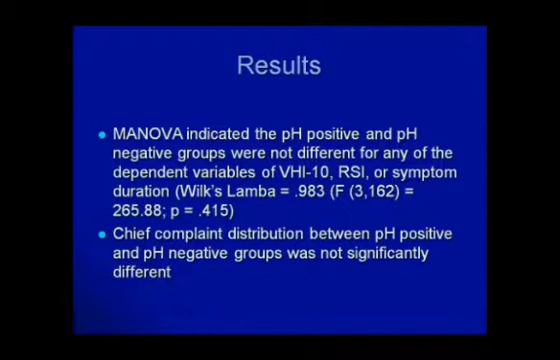 Results
MANOVA indicated the pH positive and pH
negative groups were not different for any of the
dependent variables of VHI-10, RSI, or symptom
duration (Wilk's Lamba = .983 (F (3,162) =
265.88; p = .415)
Chief complaint distribution between pH positive
and pH negative groups was not significantly
different